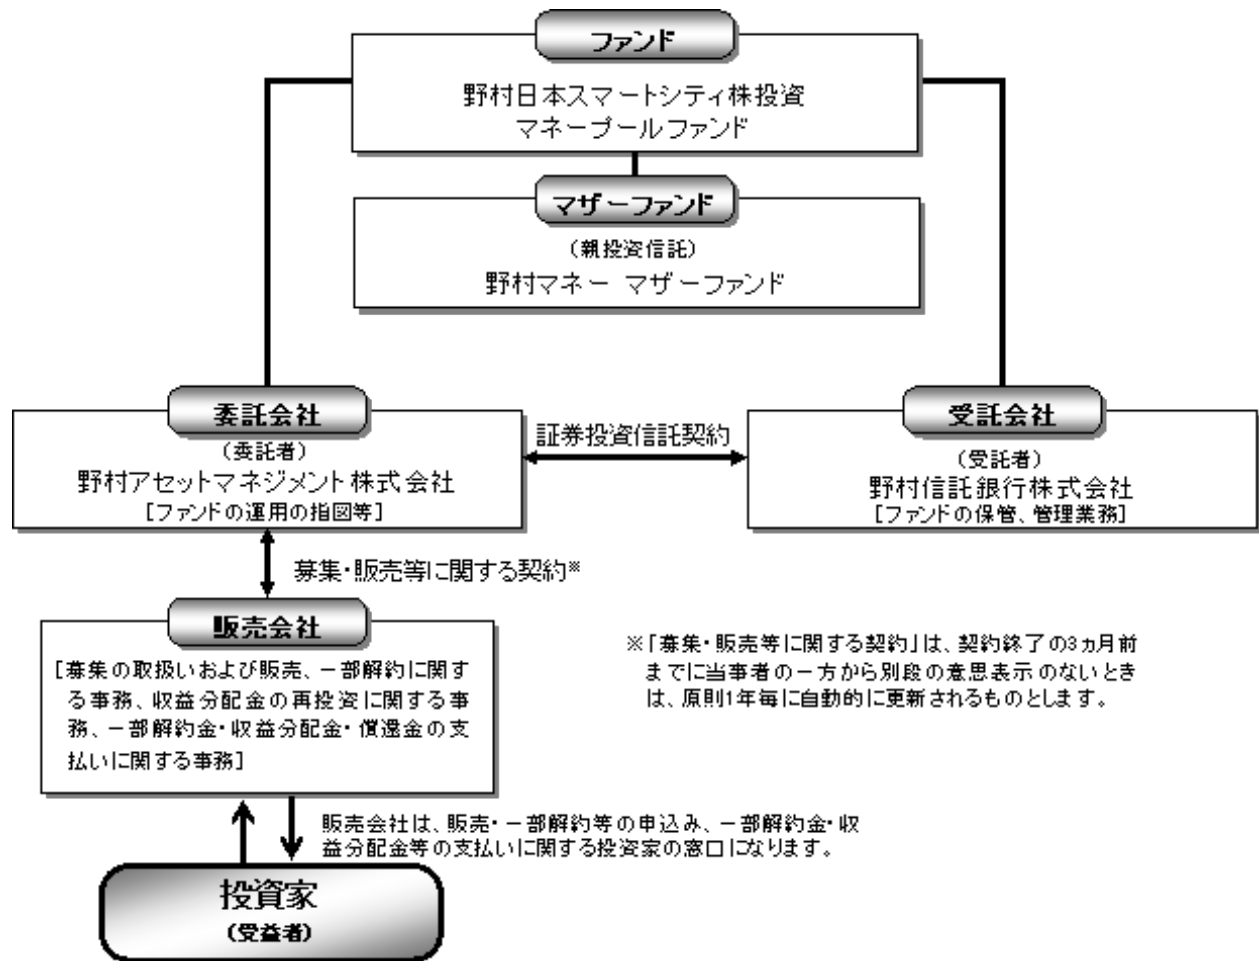 ファンド
野村日本スマートシティ株投資
マネープールファンド
マザーファンド
(親投資信託)
野村マネー マザーファンド
委託会社
(委託者)
野村アセットマネジメント株式会社
[ファンドの運用の指図等]
証券投資信託契約
受託会社
(受託者)
野村信託銀行株式会社
[ファンドの保管、管理業務]
募集・販売等に関する契約※
販売会社
[募集の取扱いおよび販売、一部解約に関す
る事務、収益分配金の再投資に関する事
務、一部解約金・収益分配金・償還金の支
払いに関する事務]
※「募集・販売等に関する契約」は、契約終了の3ヵ月前
までに当事者の一方から別段の意思表示のないとき
は、原則1年毎に自動的に更新されるものとします。
販売会社は、販売・一部解約等の申込み、一部解約金・収
益分配金等の支払いに関する投資家の窓口になります。
投資家
(受益者)